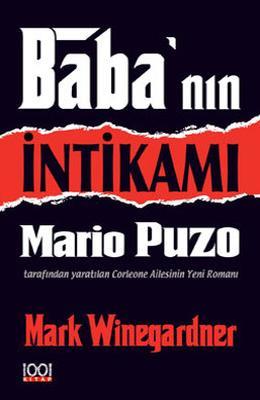 Baba'nın
İNTİKAMI
Mario Puzo
tarafından yaratılan Corleone Ailesinin Yeni Romanı
Mark Winegardner
1001
KİTAP